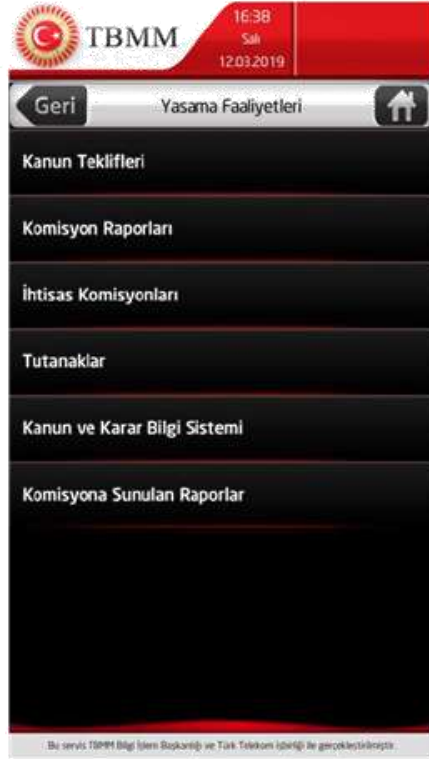 TBMM
16:38
Salı
12.03.2019
Geri
Yasama Faaliyetleri
Kanun Teklifleri
Komisyon Raporları
İhtisas Komisyonları
Tutanaklar
Kanun ve Karar Bilgi Sistemi
Komisyona Sunulan Raporlar
Bu servis TBMM Bilgi İşlem Başkanlığı ve Türk Telekom işbirliği ile gerçekleştirilmiştir.